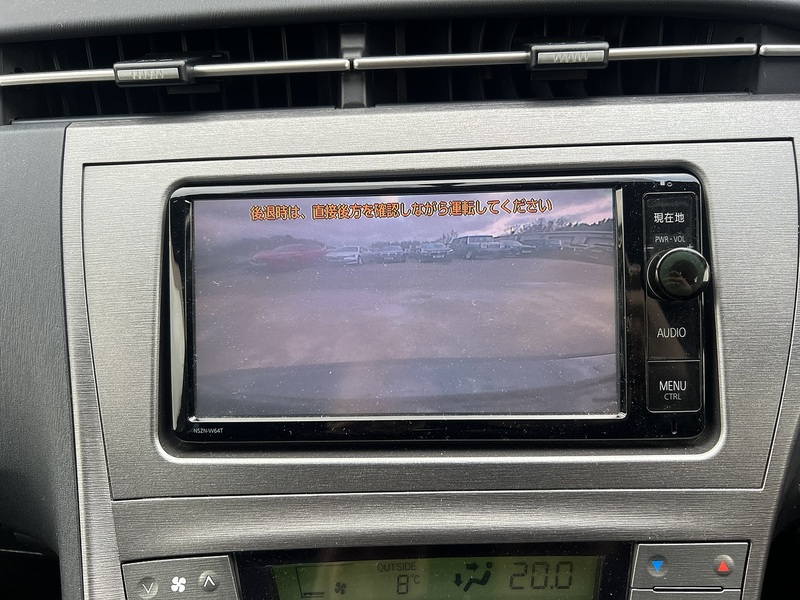 後退時は、直接後方を確認しながら運転してください
現在地
PWR・VOL
AUDIO
MENU
CTRL
NSZN-W64T
OUTSIDE
8°C
20.0